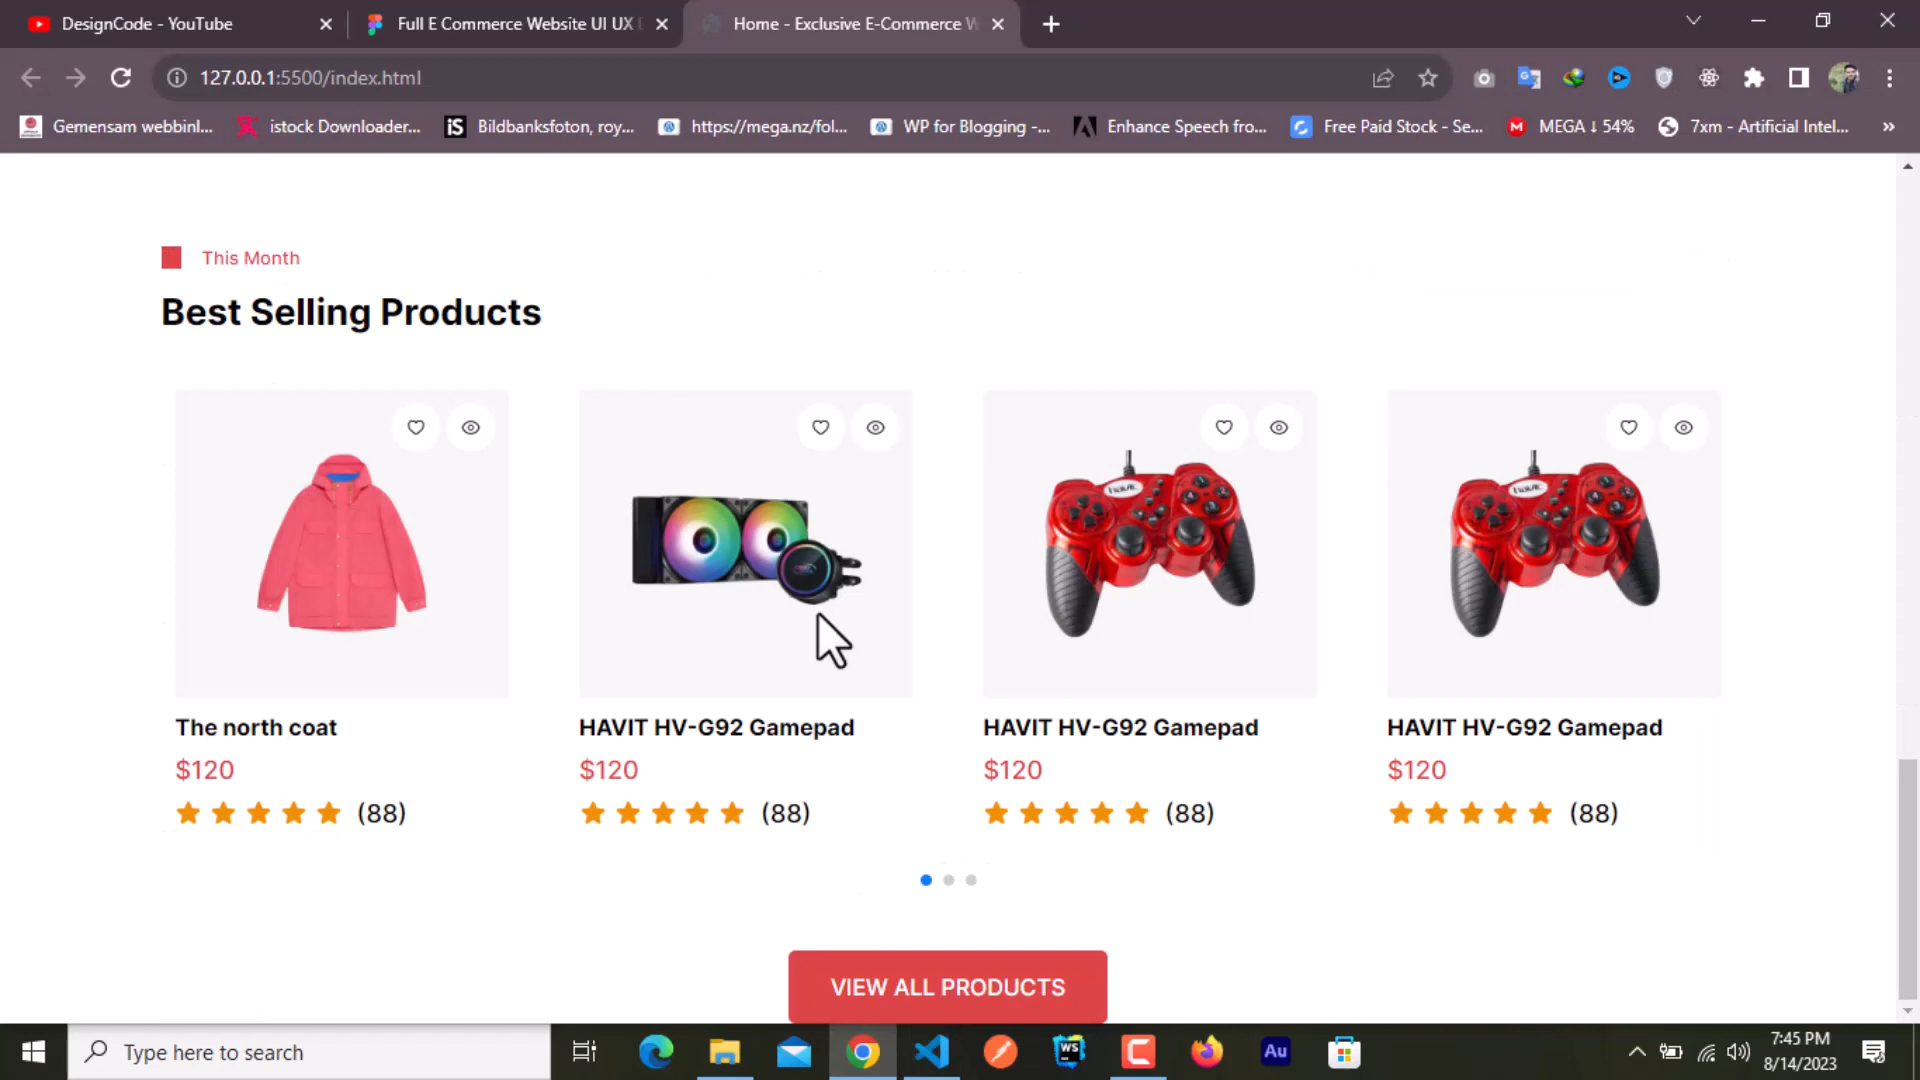 DesignCode - YouTube
Full E Commerce Website UI UX
Home - Exclusive E-Commerce W
127.0.0.1:5500/index.html
Gemensam webbinl...
istock Downloader...
iS
Bildbanksfoton, roy...
https://mega.nz/fol...
WP for Blogging -...
Enhance Speech fro...
Free Paid Stock - Se...
M
MEGA ↓ 54%
7xm - Artificial Intel...
»
This Month
Best Selling Products
The north coat
$120
(88)
HAVIT HV-G92 Gamepad
$120
(88)
HAVIT HV-G92 Gamepad
$120
(88)
HAVIT HV-G92 Gamepad
$120
(88)
VIEW ALL PRODUCTS
Type here to search
WS
Au
7:45 PM
8/14/2023